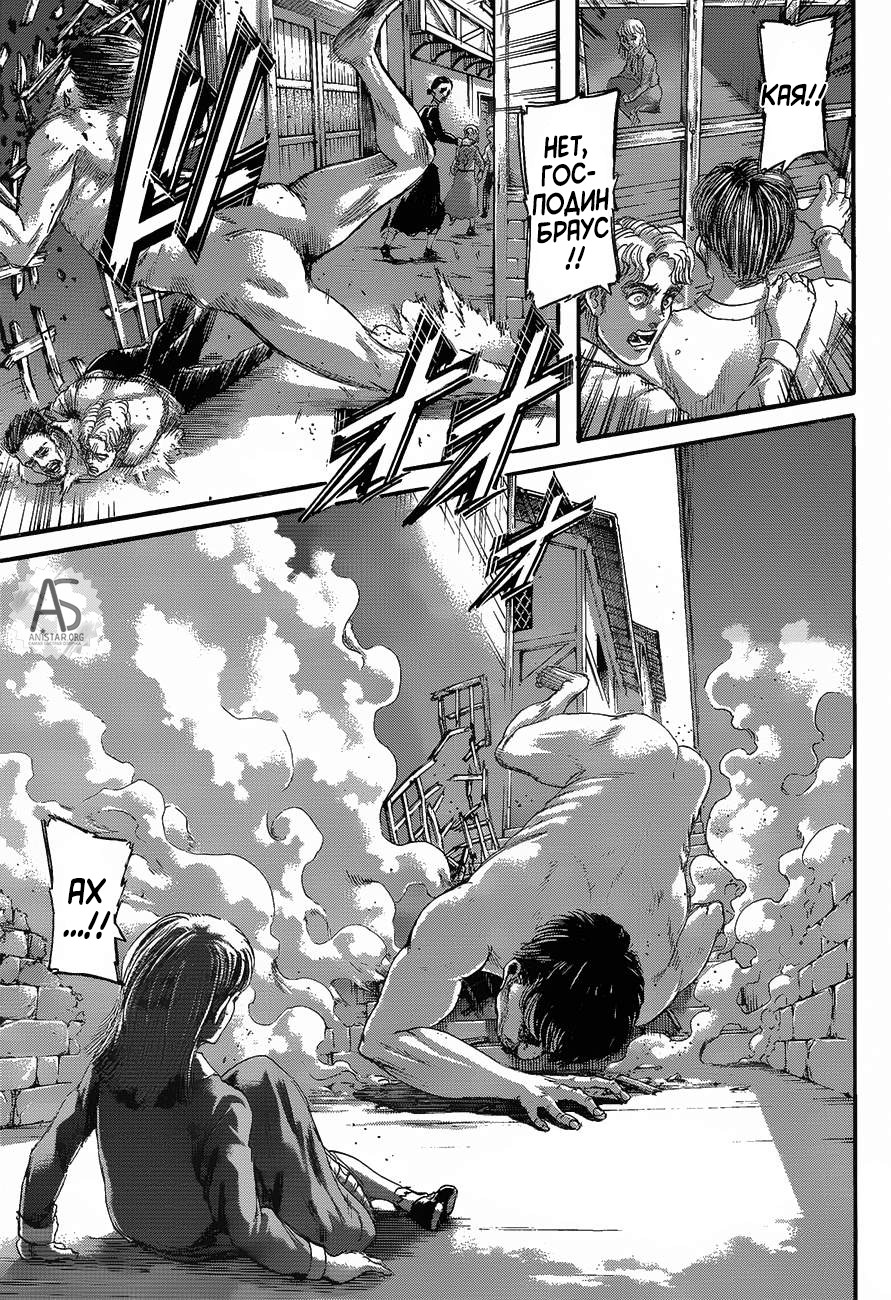 КАЯ!!
НЕТ,
ГОС-
ПОДИН
БРАУС
!!
АХ
....!!
AS
ANISTAR.ORG